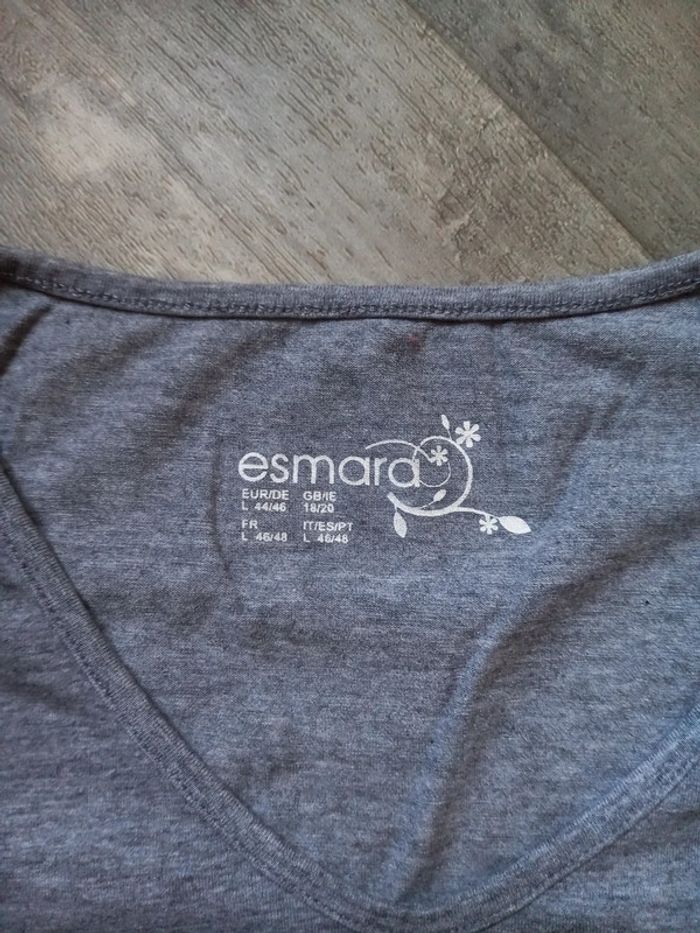 esmara
EUR/DE GB/IE
L 44/46 18/20
FR IT/ES/PT
L 46/48 L 46/48